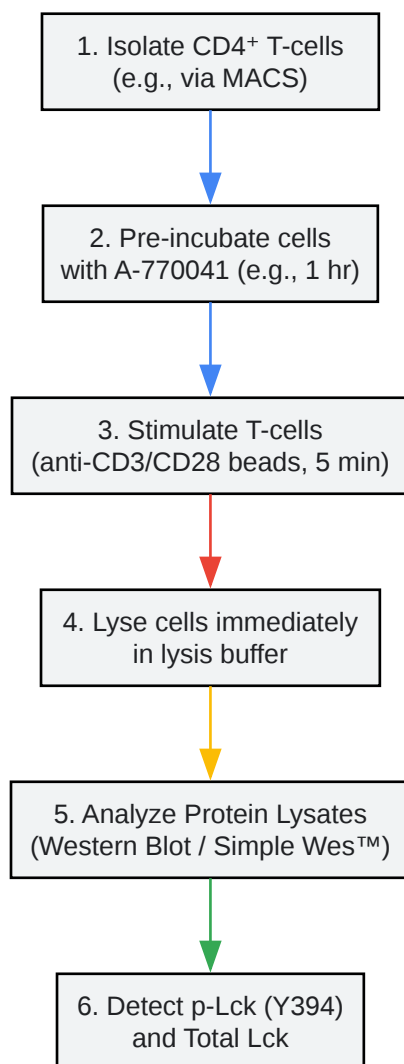 1. Isolate CD4⁺ T-cells
(e.g., via MACS)
2. Pre-incubate cells
with A-770041 (e.g., 1 hr)
3. Stimulate T-cells
(anti-CD3/CD28 beads, 5 min)
4. Lyse cells immediately
in lysis buffer
5. Analyze Protein Lysates
(Western Blot / Simple Wes™)
6. Detect p-Lck (Y394)
and Total Lck